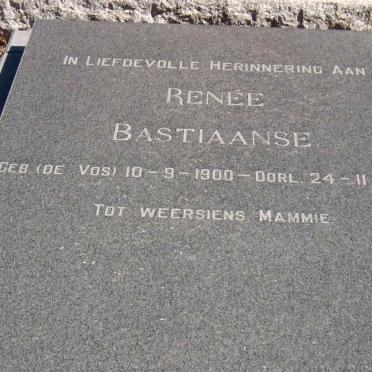 In Liefdevolle Herinnering Aan
Renée
Bastiaanse
Geb. (de Vos) 10-9-1900 - Oorl. 24-11
Tot weersiens Mammie.